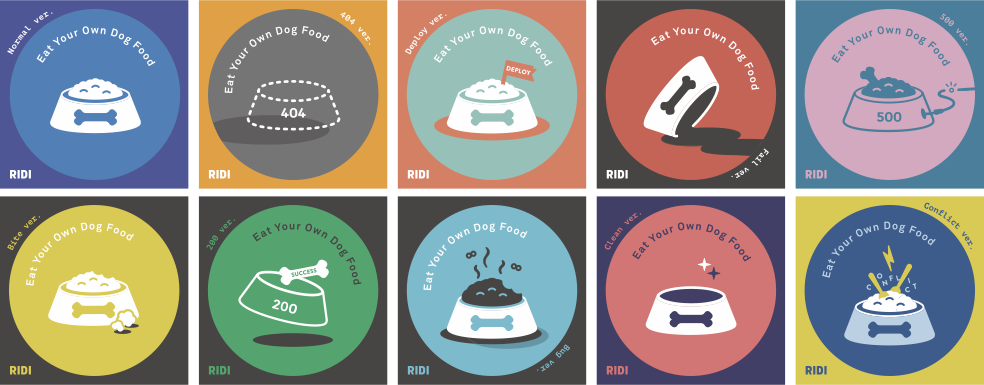 Normal ver.
Eat Your Own Dog Food
RIDI
404 ver.
Eat Your Own Dog Food
404
RIDI
Deploy ver.
Eat Your Own Dog Food
DEPLOY
RIDI
Eat Your Own Dog Food
Fail ver.
RIDI
500 ver.
Eat Your Own Dog Food
500
RIDI
Bite ver.
Eat Your Own Dog Food
RIDI
200 ver.
Eat Your Own Dog Food
SUCCESS
200
RIDI
Eat Your Own Dog Food
Bug ver.
RIDI
Clean ver.
Eat Your Own Dog Food
RIDI
Conflict ver.
Eat Your Own Dog Food
CONFLICT
RIDI